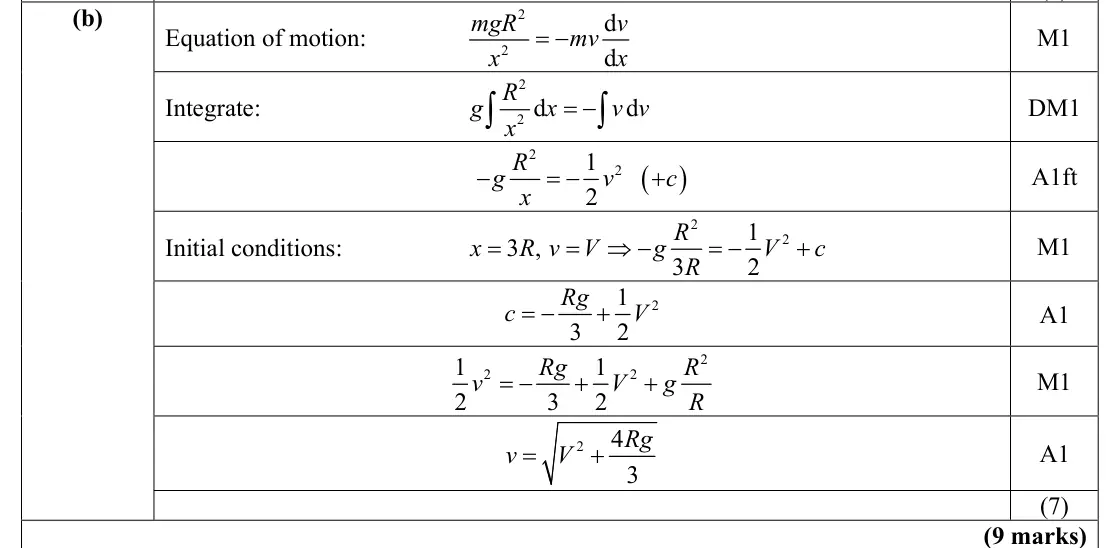 (b)
Equation of motion: mgR²/x² = −mv dv/dx M1
Integrate: g∫ R²/x² dx = −∫ v dv DM1
−g R²/x = − 1/2 v² (+c) A1ft
Initial conditions: x = 3R, v = V ⇒ −g R²/3R = − 1/2 V² + c M1
c = − Rg/3 + 1/2 V² A1
1/2 v² = − Rg/3 + 1/2 V² + g R²/R M1
v = √(V² + 4Rg/3) A1
(7)
(9 marks)